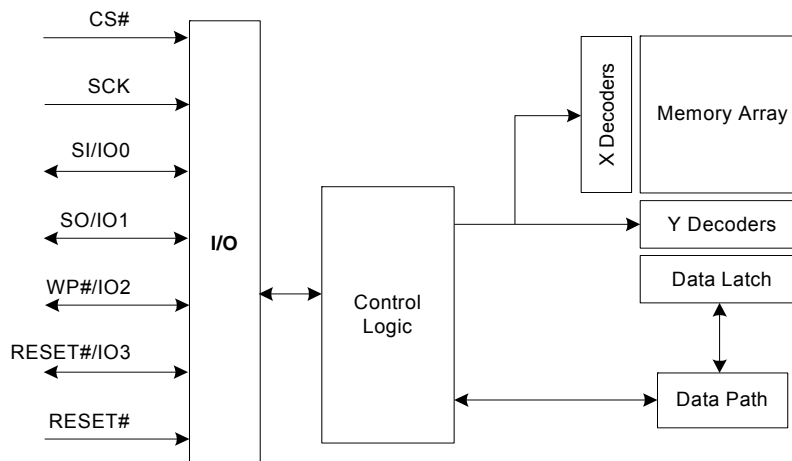 CS#
SCK
SI/IO0
SO/IO1
WP#/IO2
RESET#/IO3
RESET#
I/O
Control
Logic
X Decoders
Memory Array
Y Decoders
Data Latch
Data Path